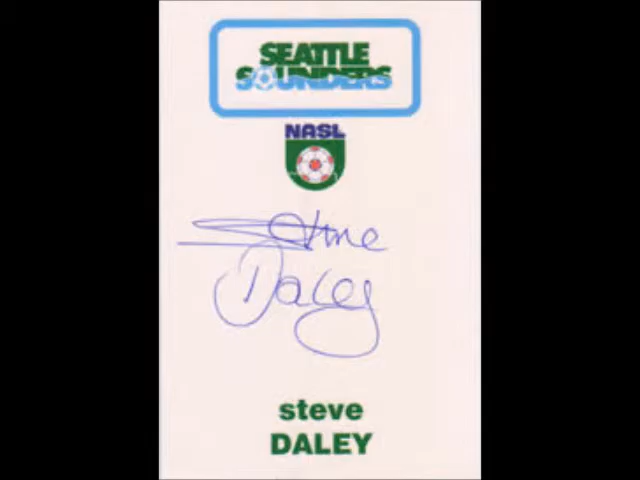 SEATTLE
SOUNDERS
NASL
Steve
Daley
steve
DALEY